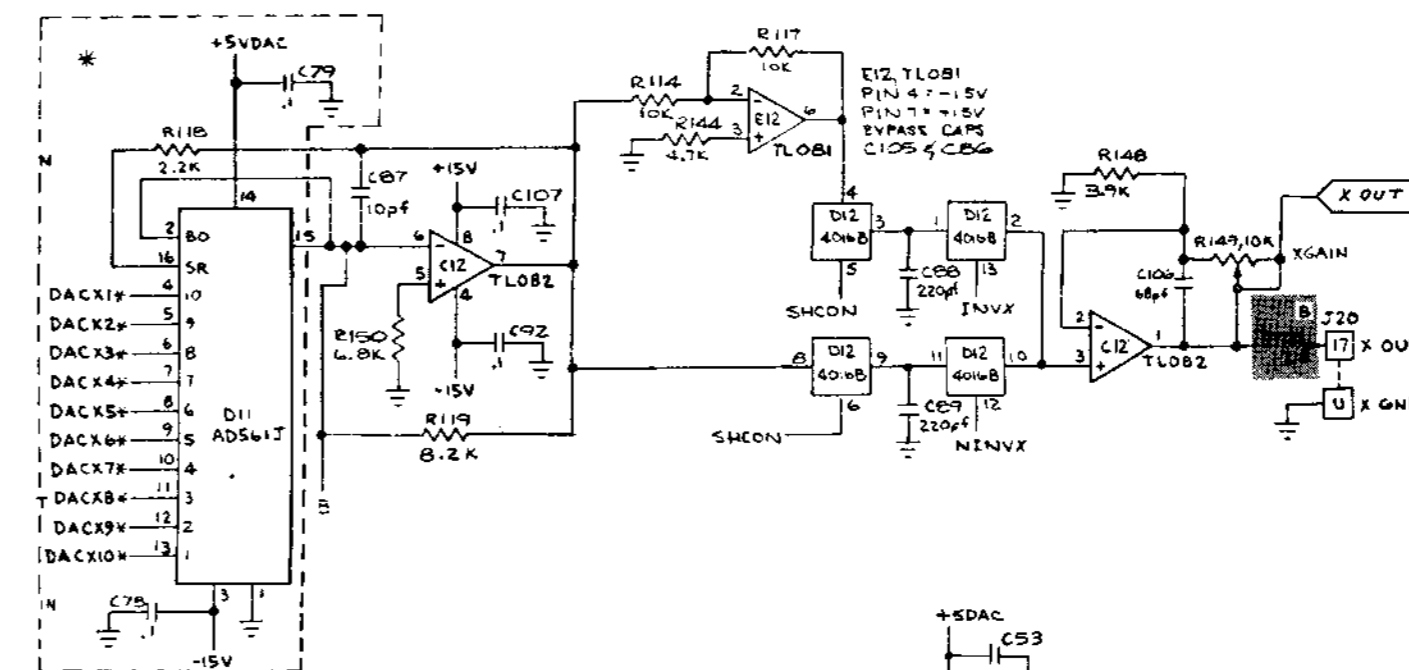 *
+5VDAC
C79
.1
R118
2.2K
N
C87
10pf
14
2
BO
15
16
SR
DACX1*
4
10
DACX2*
5
9
DACX3*
6
8
DACX4*
7
7
DACX5*
8
6
DACX6*
9
5
DACX7*
10
4
DACX8*
11
3
DACX9*
12
2
DACX10*
13
1
D11
AD561J
T
N
3
1
C78
.1
-15V
+15V
C107
.1
8
6
-
C12
7
TL082
5
+
4
R150
6.8K
C92
.1
-15V
R119
8.2K
R117
10K
R114
10K
2
-
E12
6
3
+
TL081
R144
4.7K
E12, TL081
PIN 4 = -15V
PIN 7 = +15V
BYPASS CAPS
C105 & C86
4
D12
4016B
3
5
SHCON
C88
220pf
1
D12
4016B
2
13
INVX
8
D12
4016B
9
6
SHCON
C89
220pf
11
D12
4016B
10
12
NINVX
R148
3.9K
X OUT
R149, 10K
XGAIN
C106
68pf
2
-
C12
1
3
+
TL082
B
J20
17
X OU
U
X GN
+5DAC
C53